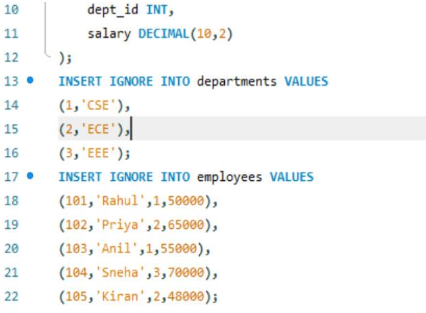 10 dept_id INT,
11 salary DECIMAL(10,2)
12 );
13 INSERT IGNORE INTO departments VALUES
14 (1,'CSE'),
15 (2,'ECE'),
16 (3,'EEE');
17 INSERT IGNORE INTO employees VALUES
18 (101,'Rahul',1,50000),
19 (102,'Priya',2,65000),
20 (103,'Anil',1,55000),
21 (104,'Sneha',3,70000),
22 (105,'Kiran',2,48000);